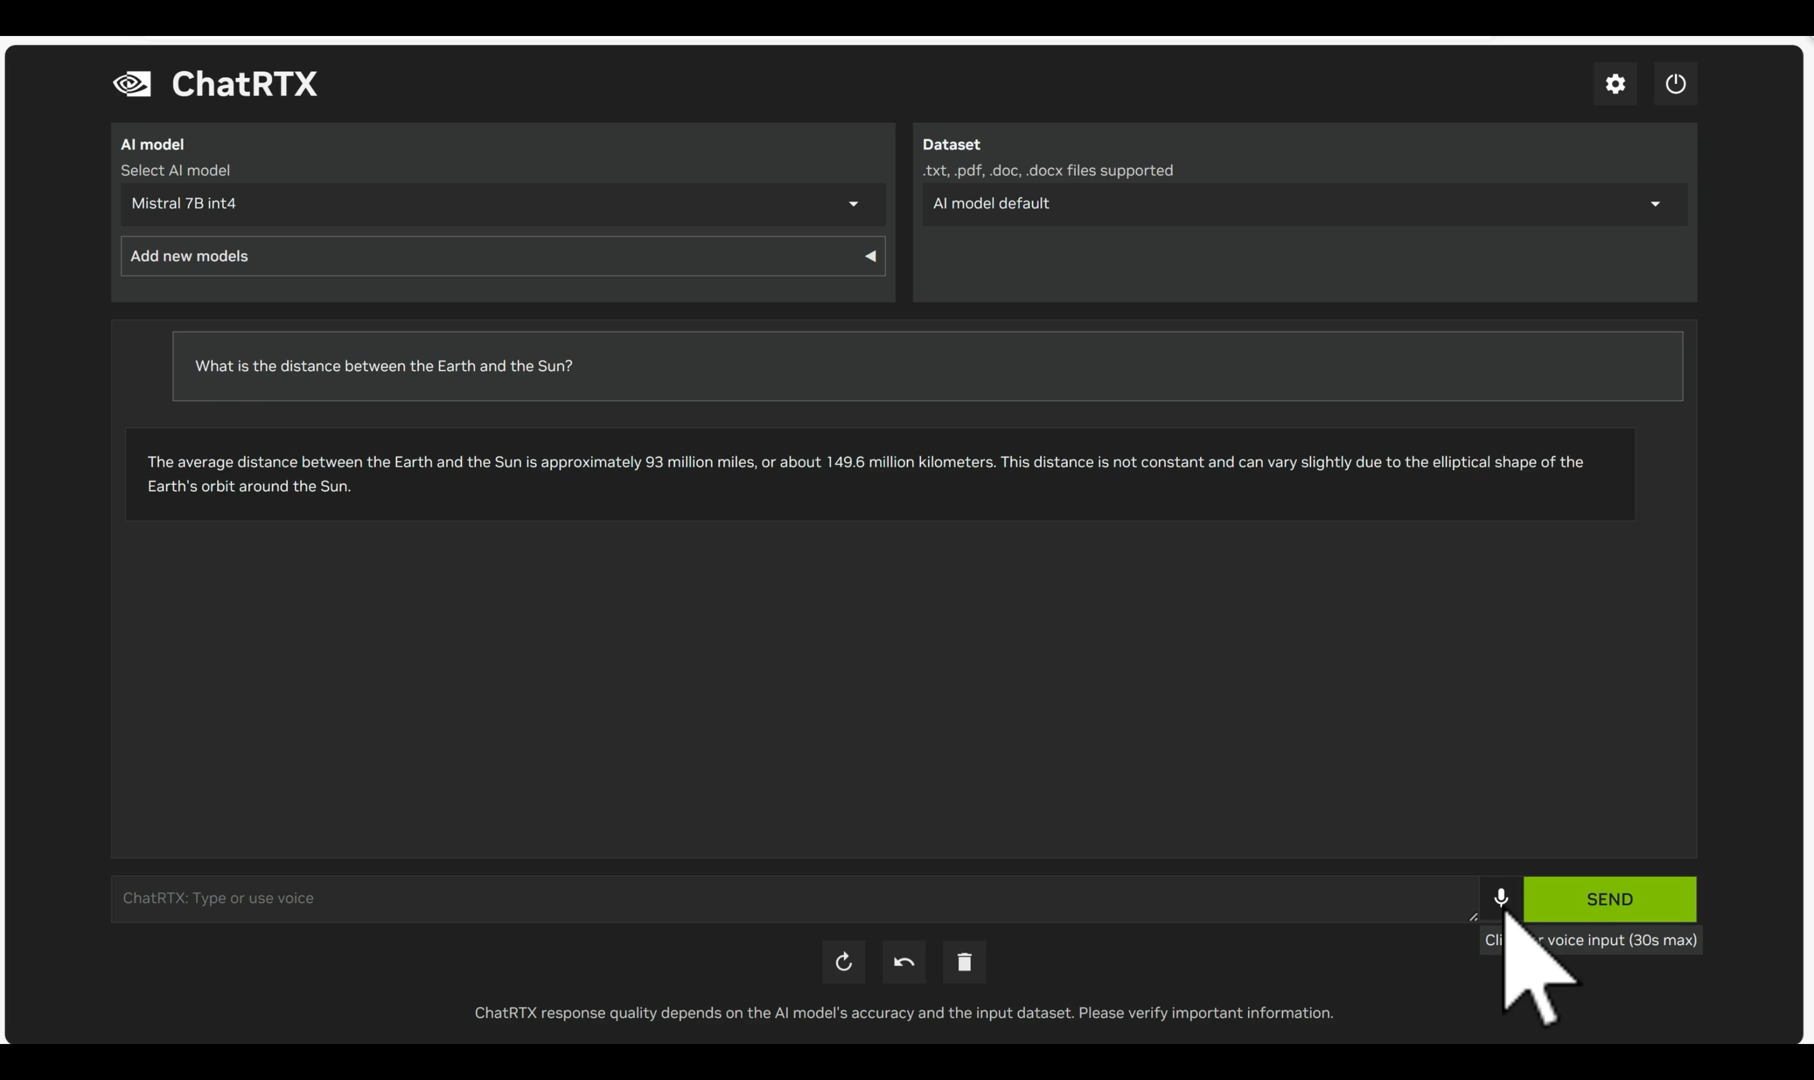 ChatRTX
AI model
Select AI model
Mistral 7B int4
Add new models
Dataset
.txt, .pdf, .doc, .docx files supported
AI model default
What is the distance between the Earth and the Sun?
The average distance between the Earth and the Sun is approximately 93 million miles, or about 149.6 million kilometers. This distance is not constant and can vary slightly due to the elliptical shape of the
Earth's orbit around the Sun.
ChatRTX: Type or use voice
SEND
voice input (30s max)
ChatRTX response quality depends on the AI model's accuracy and the input dataset. Please verify important information.